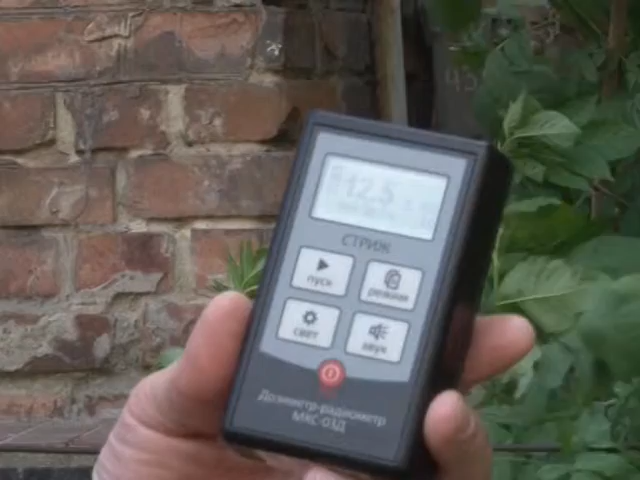 12.5
СТРИЖ
пуск
режим
свет
звук
Дозиметр-радиометр
МКС-03Д